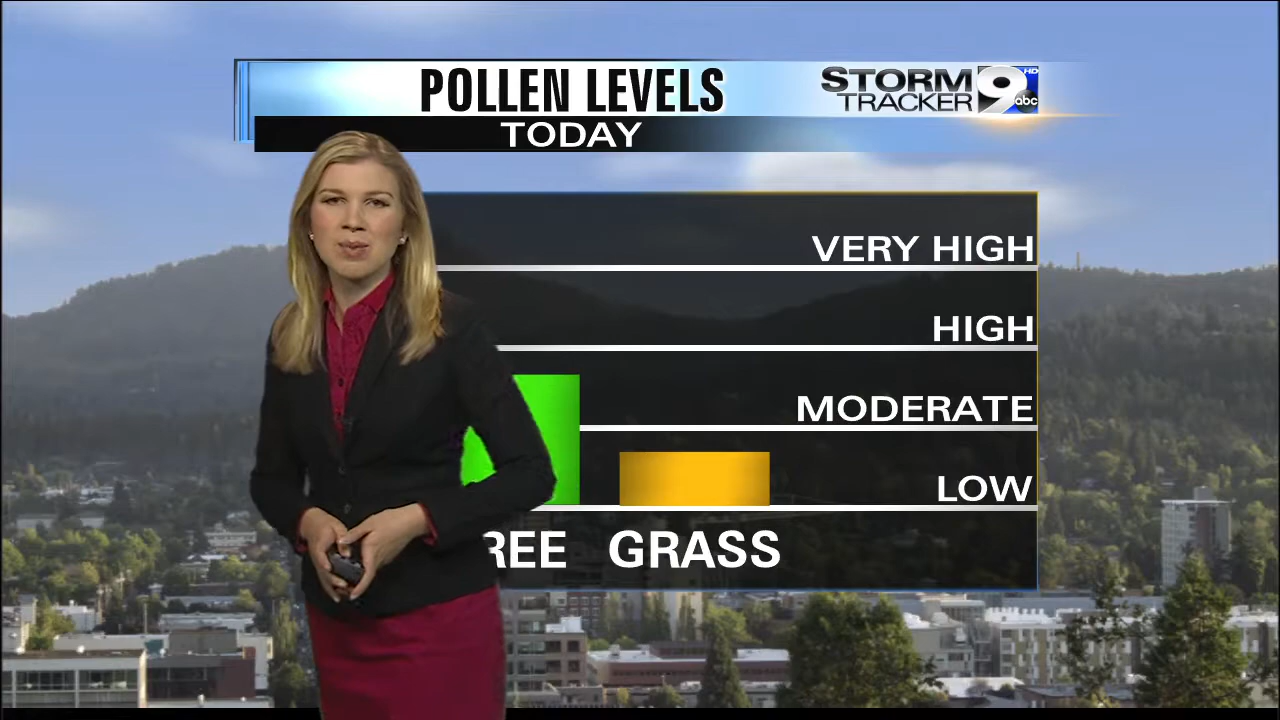 POLLEN LEVELS
TODAY
STORM
TRACKER
9
HD
abc
VERY HIGH
HIGH
MODERATE
LOW
REE GRASS